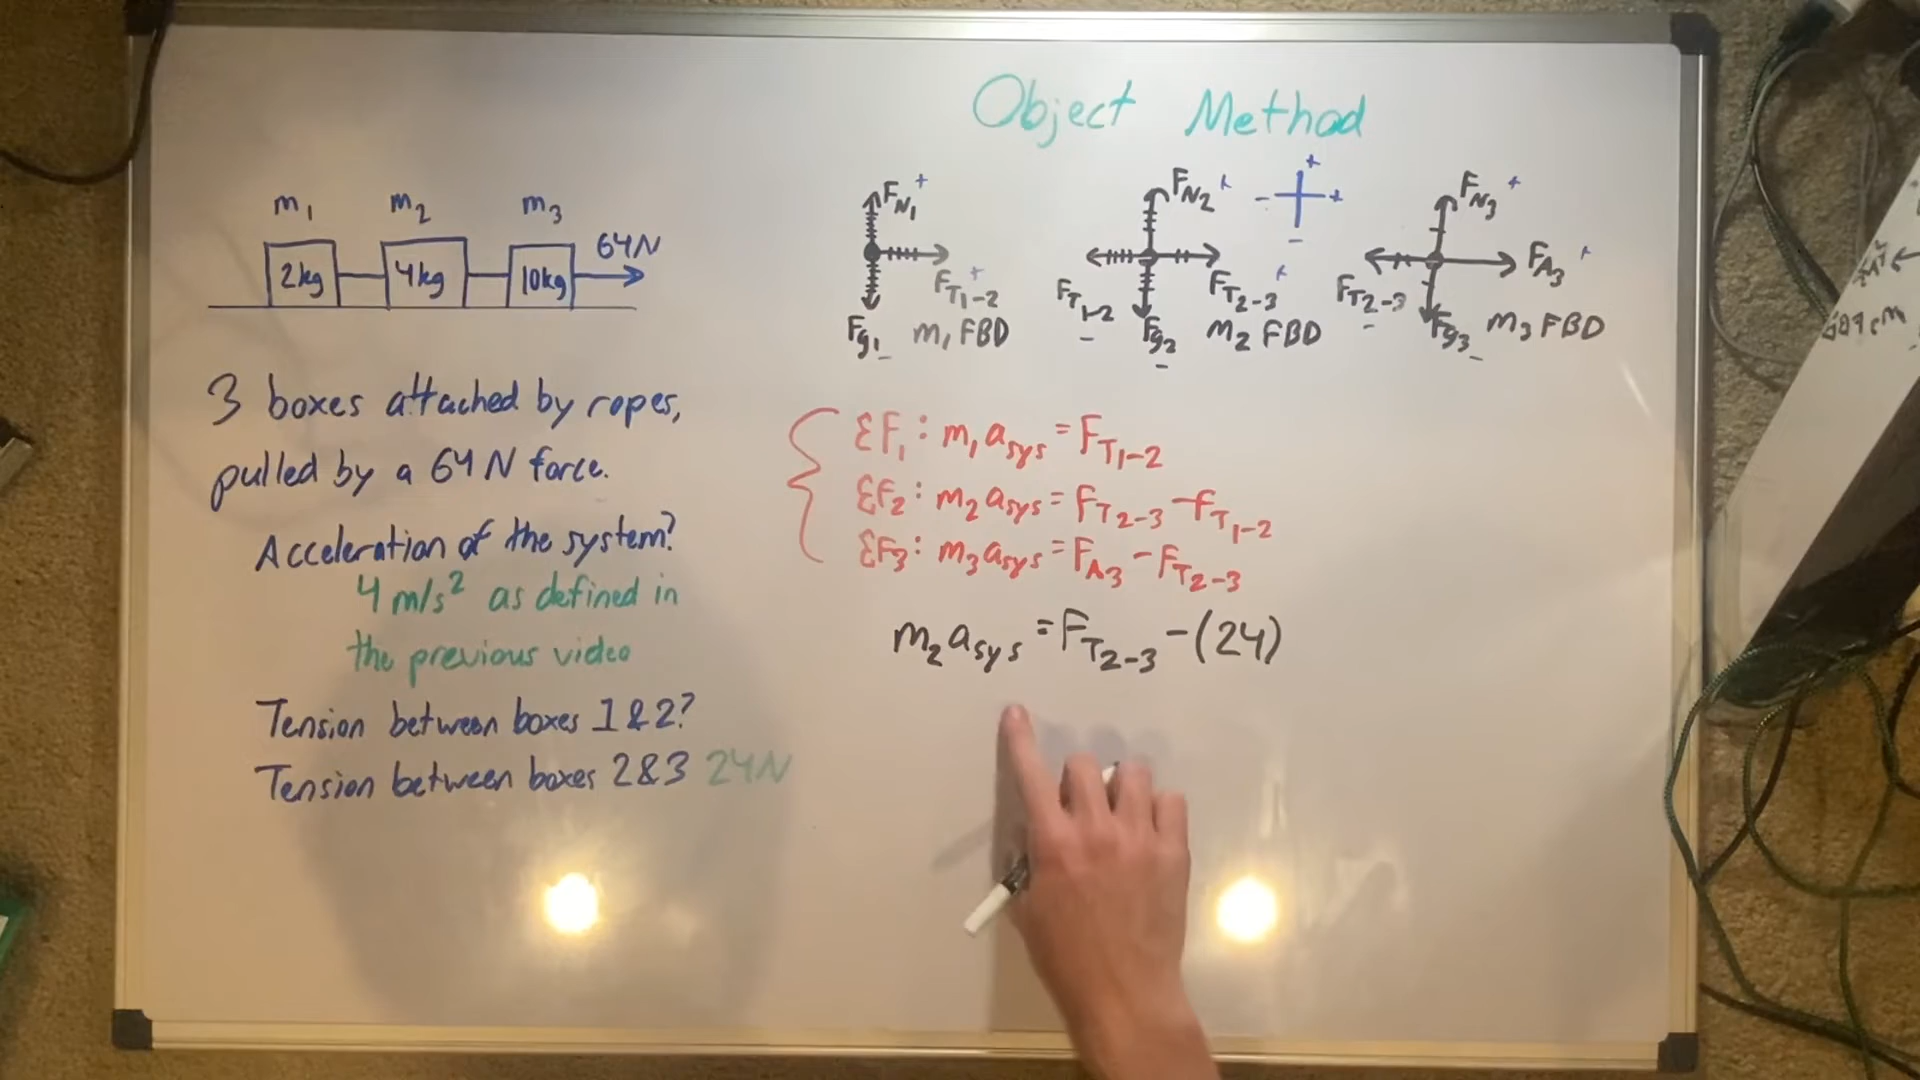 Object Method
m1 m2 m3
2kg 4kg 10kg 64N
FN1 +
FT1-2 +
Fg1 -
m1 FBD
FN2 +
FT1-2 -
FT2-3 +
Fg2 -
m2 FBD
+
- +
-
FN3 +
FA3 +
FT2-3 -
Fg3 -
m3 FBD
3 boxes attached by ropes,
pulled by a 64N force.
Acceleration of the system?
4 m/s² as defined in
the previous video
Tension between boxes 1&2?
Tension between boxes 2&3 24N
ΣF1: m1 asys = FT1-2
ΣF2: m2 asys = FT2-3 - FT1-2
ΣF3: m3 asys = FA3 - FT2-3
m2 asys = FT2-3 - (24)